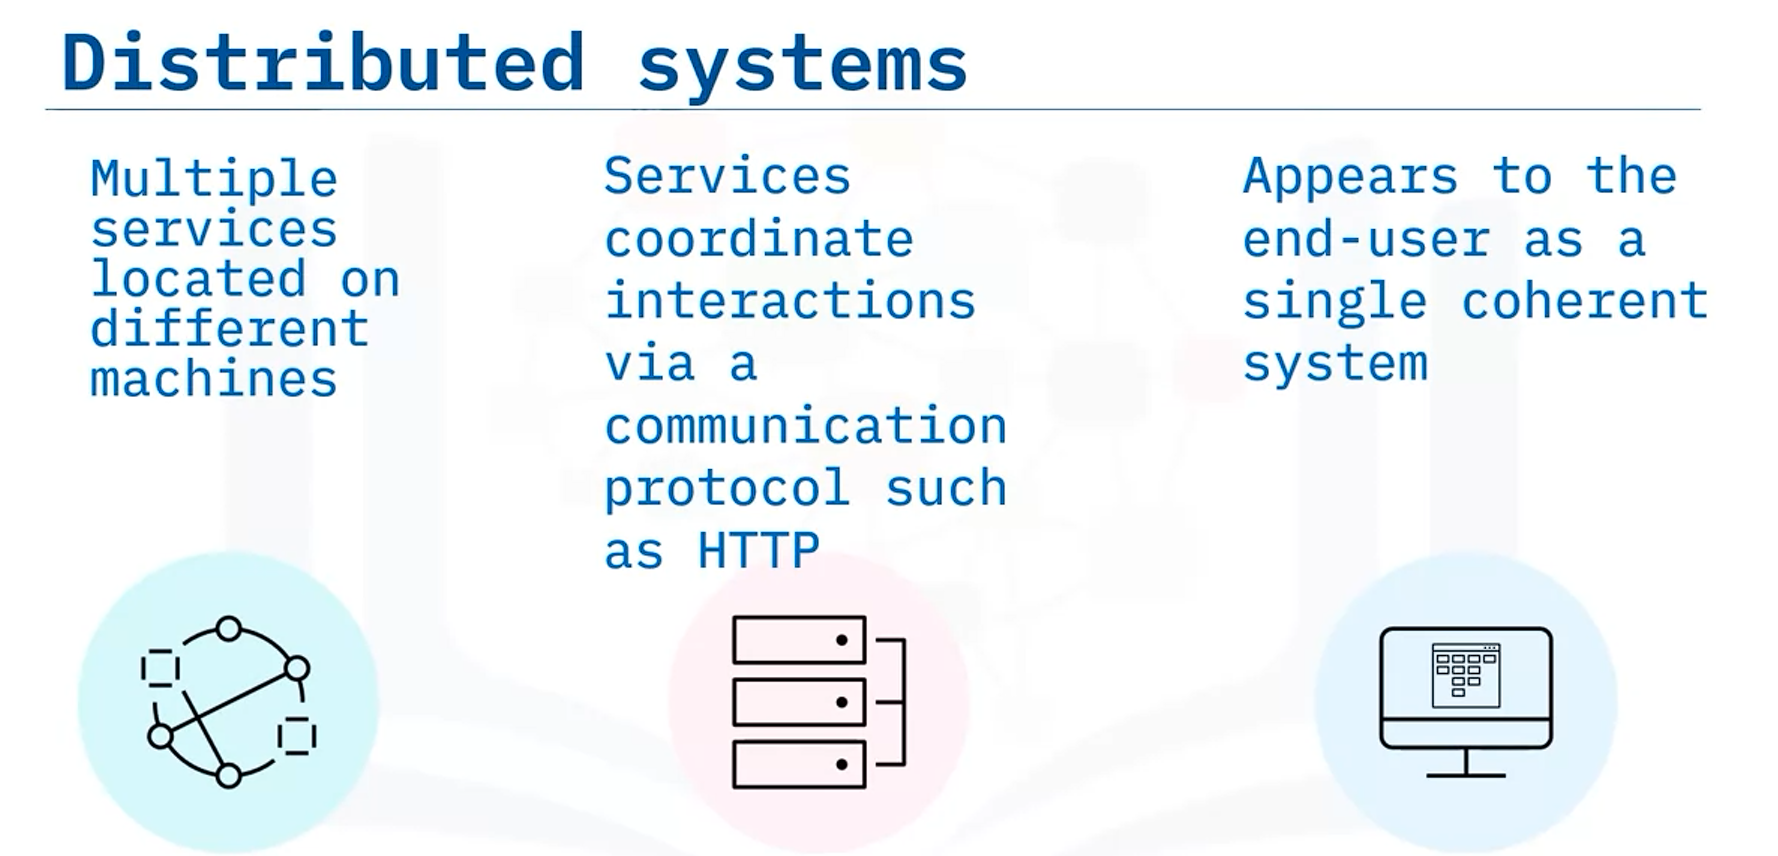 Distributed systems
Multiple
services
located on
different
machines
Services
coordinate
interactions
via a
communication
protocol such
as HTTP
Appears to the
end-user as a
single coherent
system